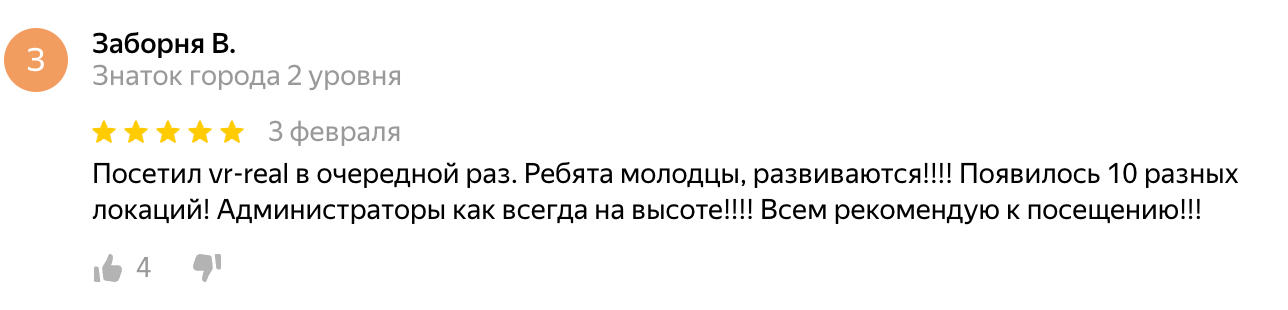 З
Заборня В.
Знаток города 2 уровня
3 февраля
Посетил vr-real в очередной раз. Ребята молодцы, развиваются!!!! Появилось 10 разных
локаций! Администраторы как всегда на высоте!!!! Всем рекомендую к посещению!!!
4